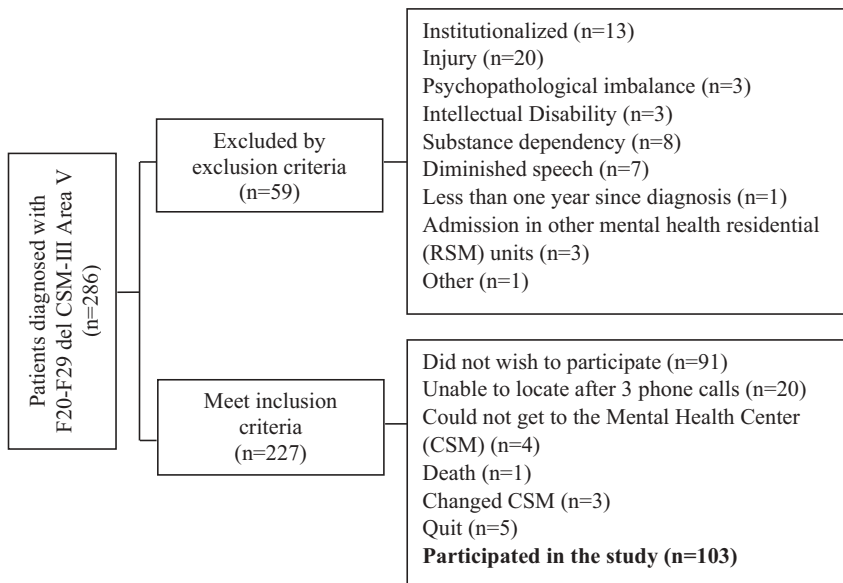 Patients diagnosed with
F20-F29 del CSM-III Area V
(n=286)
Excluded by
exclusion criteria
(n=59)
Institutionalized (n=13)
Injury (n=20)
Psychopathological imbalance (n=3)
Intellectual Disability (n=3)
Substance dependency (n=8)
Diminished speech (n=7)
Less than one year since diagnosis (n=1)
Admission in other mental health residential
(RSM) units (n=3)
Other (n=1)
Meet inclusion
criteria
(n=227)
Did not wish to participate (n=91)
Unable to locate after 3 phone calls (n=20)
Could not get to the Mental Health Center
(CSM) (n=4)
Death (n=1)
Changed CSM (n=3)
Quit (n=5)
Participated in the study (n=103)